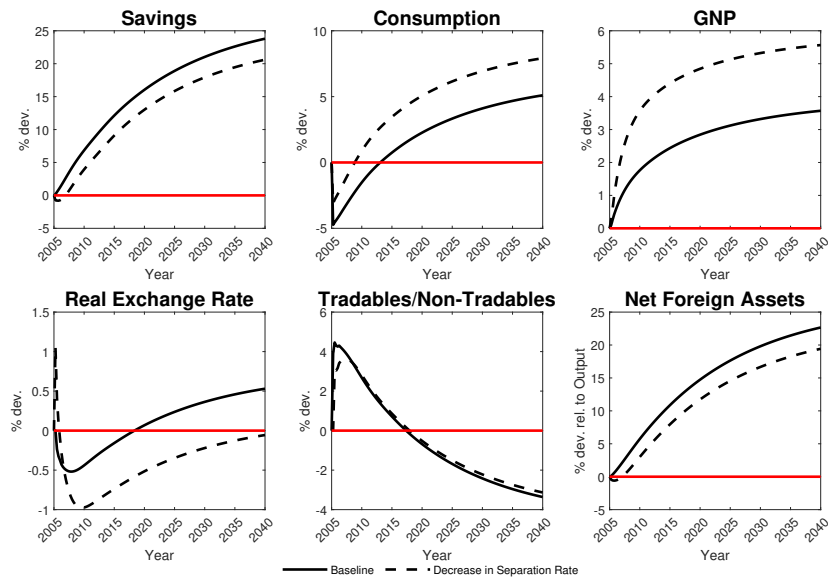 Savings
Consumption
GNP
25
20
15
10
5
0
-5
% dev.
2005 2010 2015 2020 2025 2030 2035 2040
Year
10
5
0
-5
% dev.
2005 2010 2015 2020 2025 2030 2035 2040
Year
6
5
4
3
2
1
0
% dev.
2005 2010 2015 2020 2025 2030 2035 2040
Year
Real Exchange Rate
Tradables/Non-Tradables
Net Foreign Assets
1.5
1
0.5
0
-0.5
-1
% dev.
2005 2010 2015 2020 2025 2030 2035 2040
Year
8
4
0
-4
% dev.
2005 2010 2015 2020 2025 2030 2035 2040
Year
25
20
15
10
5
0
-5
% dev. rel. to Output
2005 2010 2015 2020 2025 2030 2035 2040
Year
Baseline
Decrease in Separation Rate